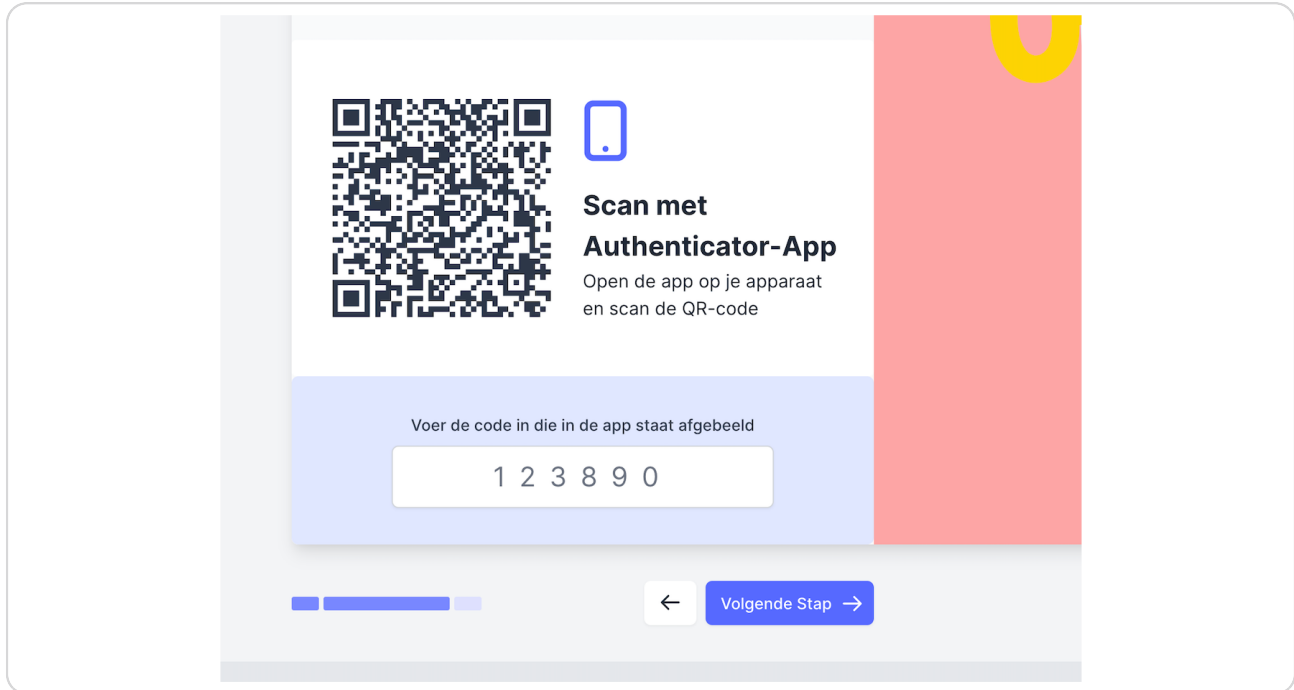 Scan met
Authenticator-App
Open de app op je apparaat
en scan de QR-code
Voer de code in die in de app staat afgebeeld
1 2 3 8 9 0
Volgende Stap